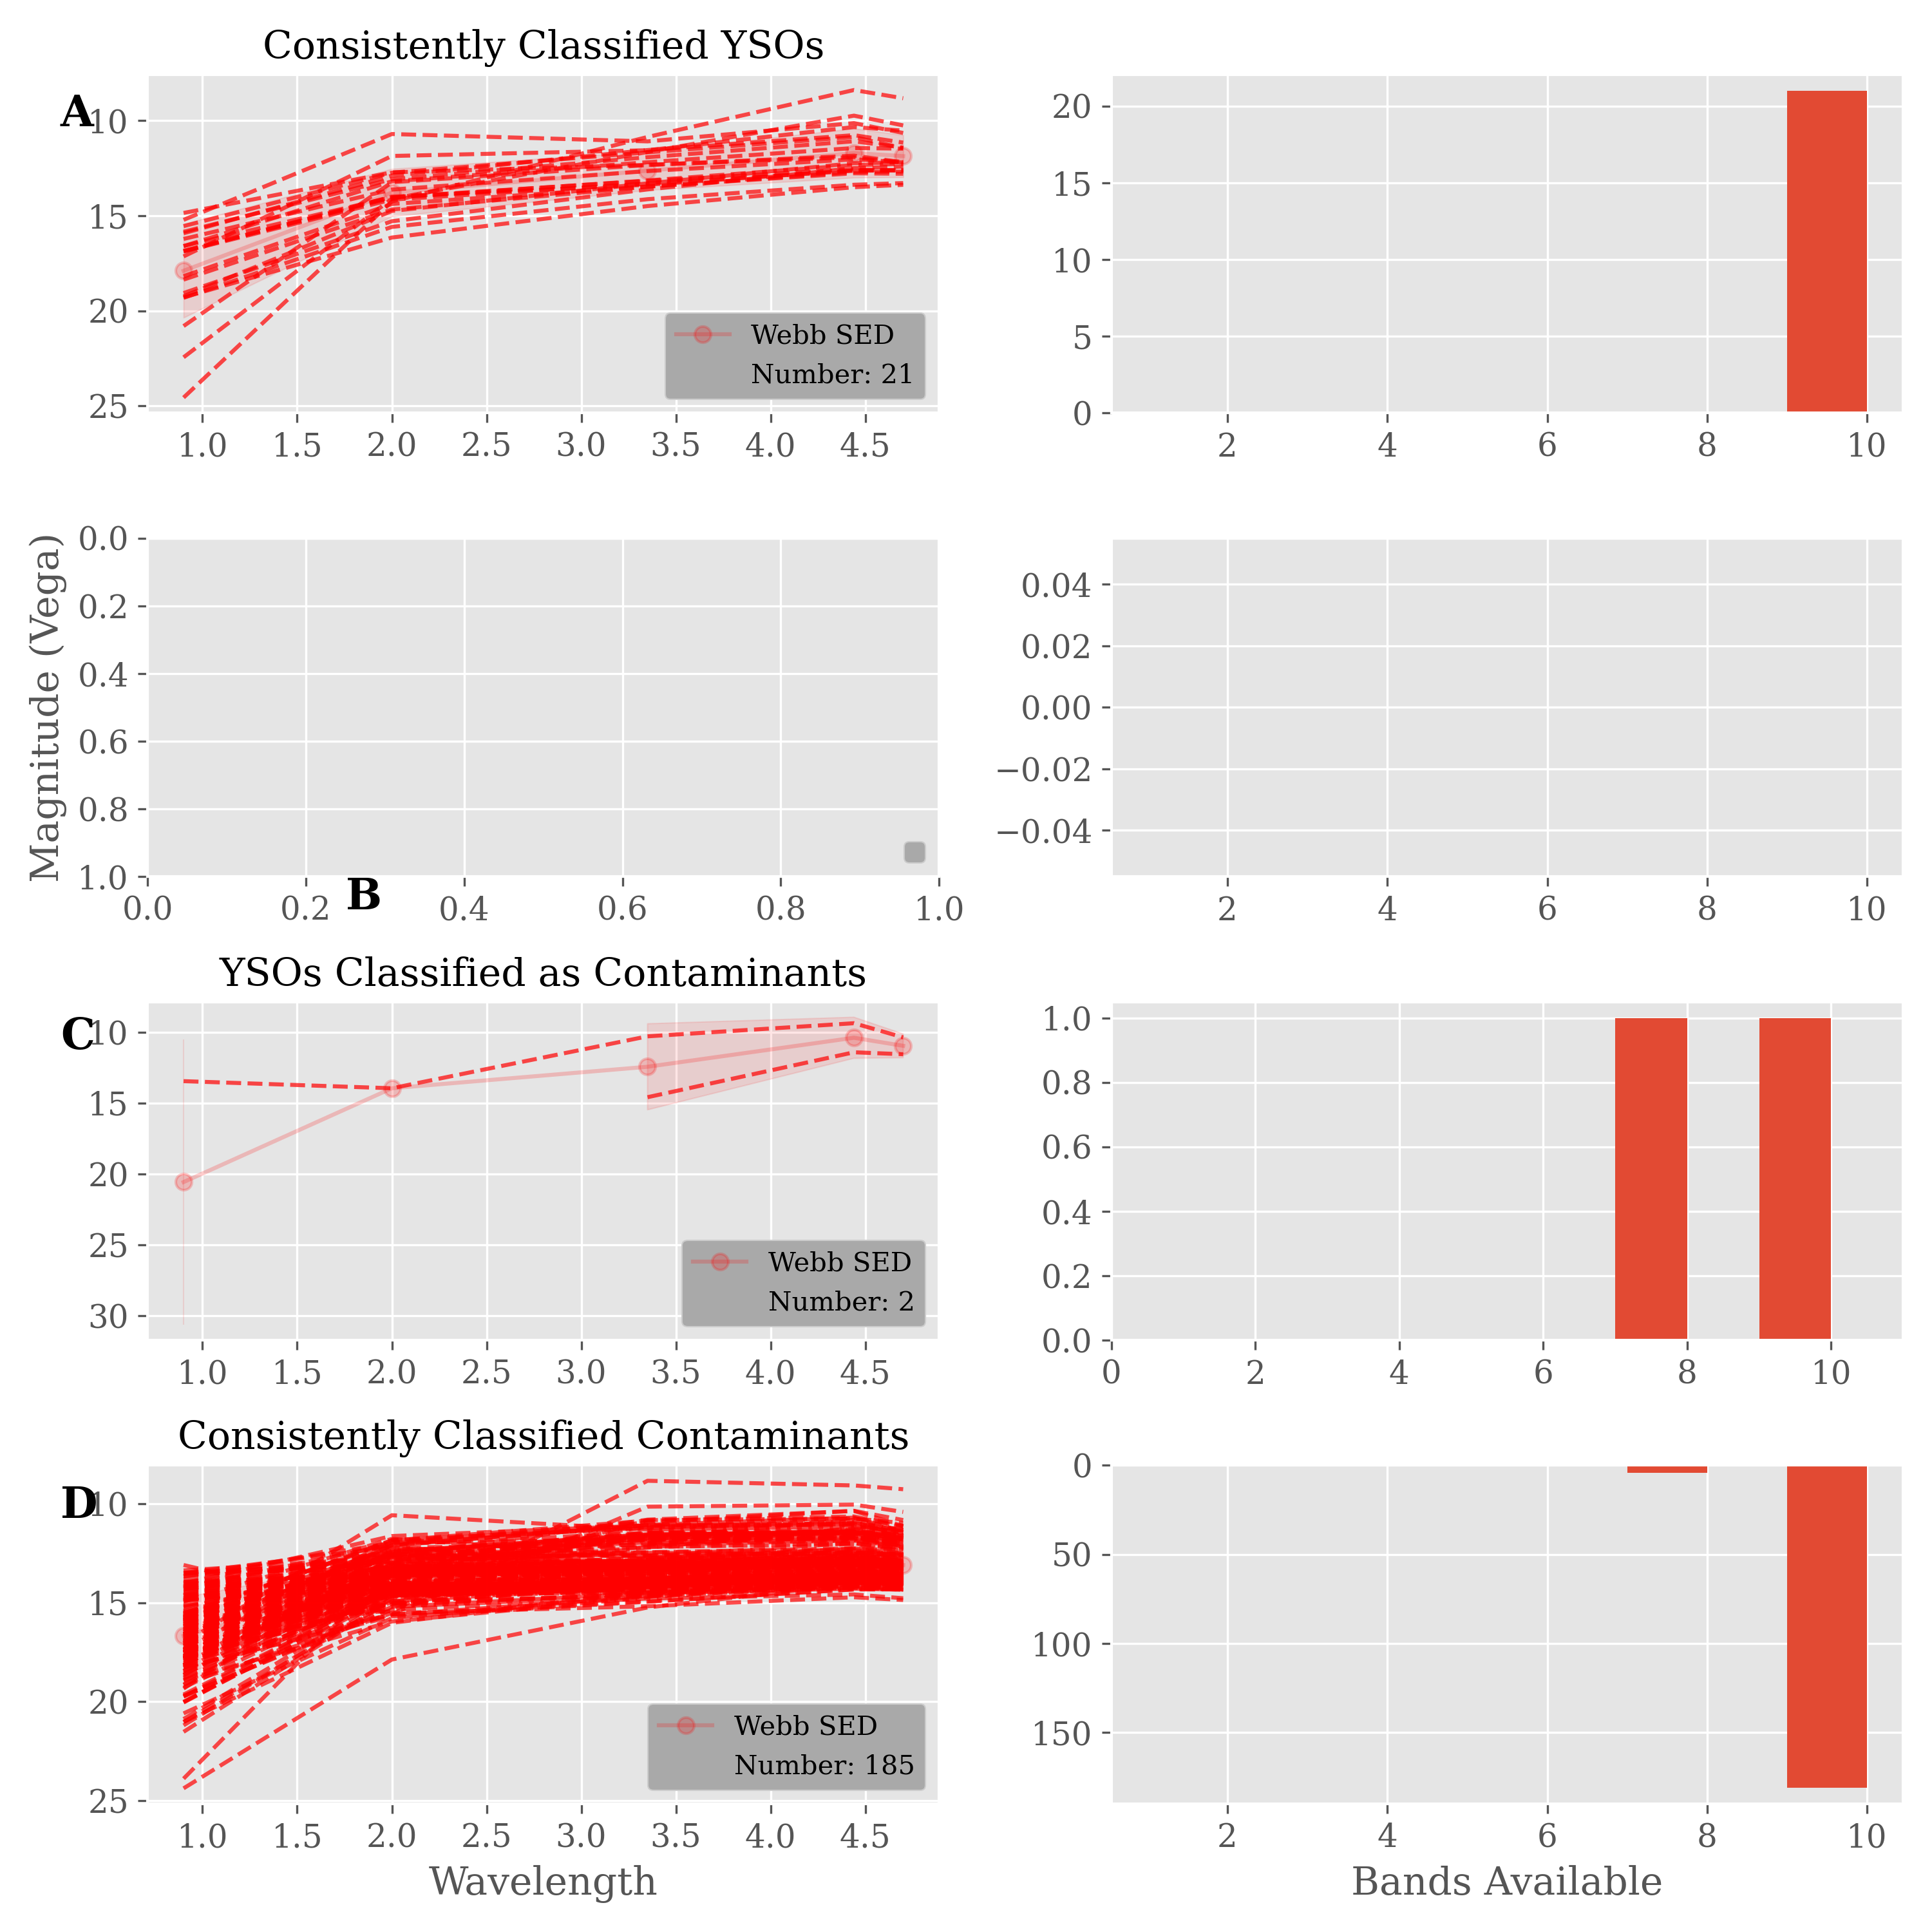 Consistently Classified YSOs
A
10
15
20
25
1.0 1.5 2.0 2.5 3.0 3.5 4.0 4.5
Webb SED
Number: 21
20
15
10
5
0
2 4 6 8 10
Magnitude (Vega)
0.0
0.2
0.4
0.6
0.8
1.0
0.0 0.2 0.4 0.6 0.8 1.0
B
0.04
0.02
0.00
−0.02
−0.04
2 4 6 8 10
YSOs Classified as Contaminants
C
10
15
20
25
30
1.0 1.5 2.0 2.5 3.0 3.5 4.0 4.5
Webb SED
Number: 2
1.0
0.8
0.6
0.4
0.2
0.0
0 2 4 6 8 10
Consistently Classified Contaminants
D
10
15
20
25
1.0 1.5 2.0 2.5 3.0 3.5 4.0 4.5
Webb SED
Number: 185
Wavelength
0
50
100
150
2 4 6 8 10
Bands Available